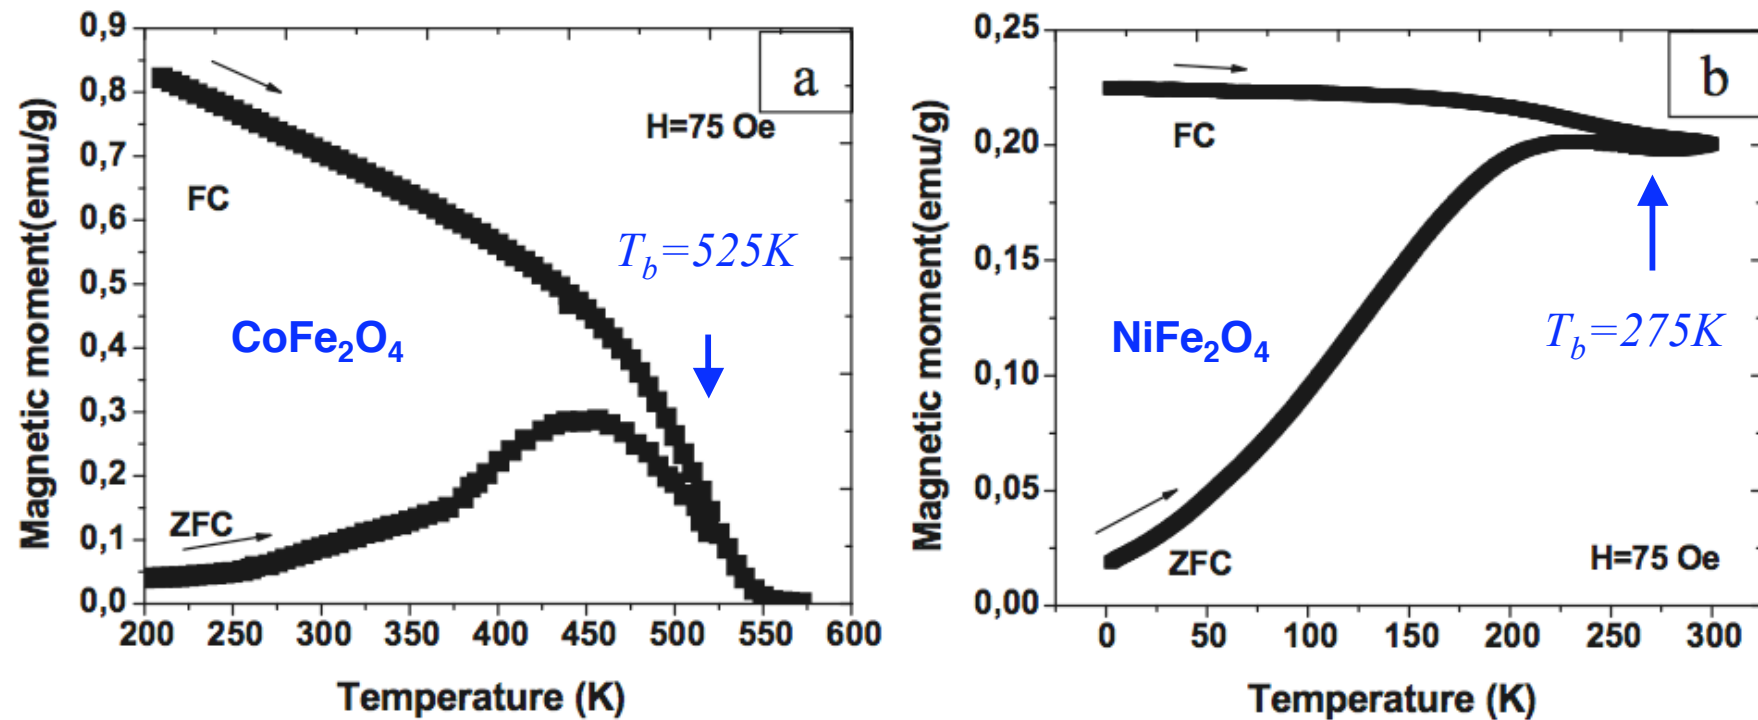 a
H=75 Oe
FC
T_b=525K
CoFe₂O₄
ZFC
0,9
0,8
0,7
0,6
0,5
0,4
0,3
0,2
0,1
0,0
200 250 300 350 400 450 500 550 600
Magnetic moment(emu/g)
Temperature (K)
b
FC
NiFe₂O₄
T_b=275K
ZFC
H=75 Oe
0,25
0,20
0,15
0,10
0,05
0,00
0 50 100 150 200 250 300
Magnetic moment(emu/g)
Temperature (K)